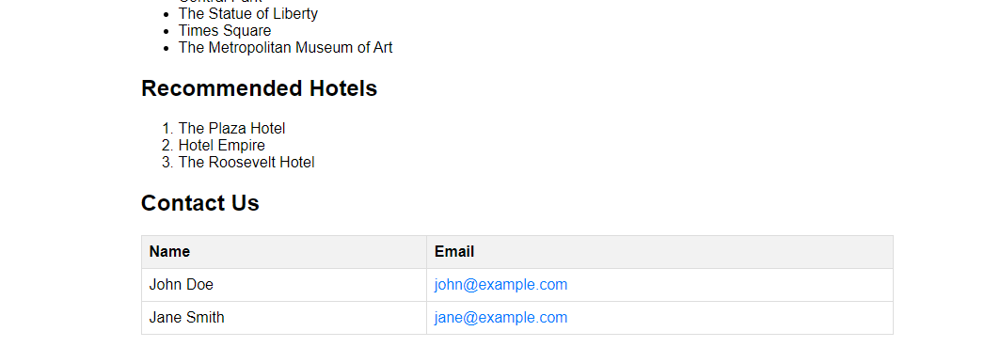 Central Park
The Statue of Liberty
Times Square
The Metropolitan Museum of Art
Recommended Hotels
1. The Plaza Hotel
2. Hotel Empire
3. The Roosevelt Hotel
Contact Us
Name Email
John Doe john@example.com
Jane Smith jane@example.com